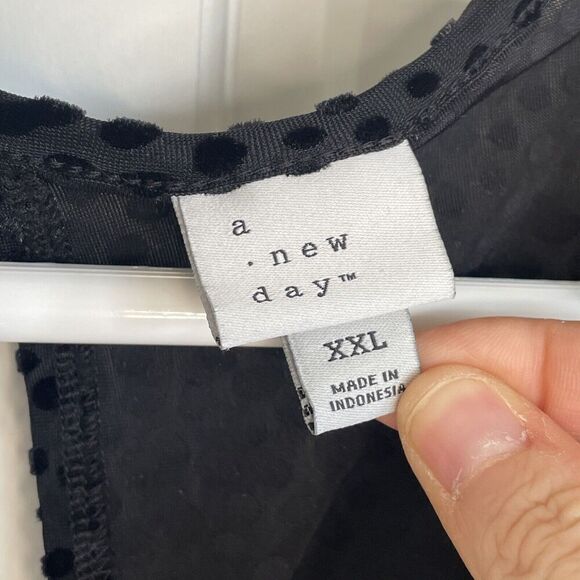 a
. new
day™
XXL
MADE IN
INDONESIA